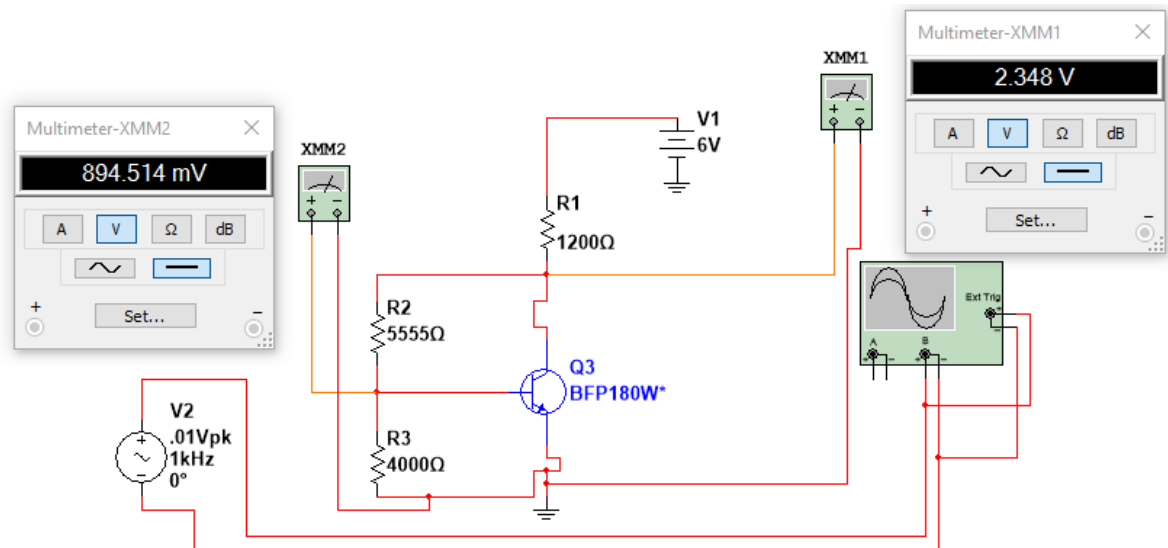 Multimeter-XMM2
894.514 mV
A V Ω dB
Set...
+ −
XMM2
+ −
V1
6V
XMM1
+ −
Multimeter-XMM1
2.348 V
A V Ω dB
Set...
+ −
R1
1200Ω
R2
5555Ω
Q3
BFP180W*
R3
4000Ω
V2
.01Vpk
1kHz
0°
+
−
Ext Trig
+
−
A B
+ − + −